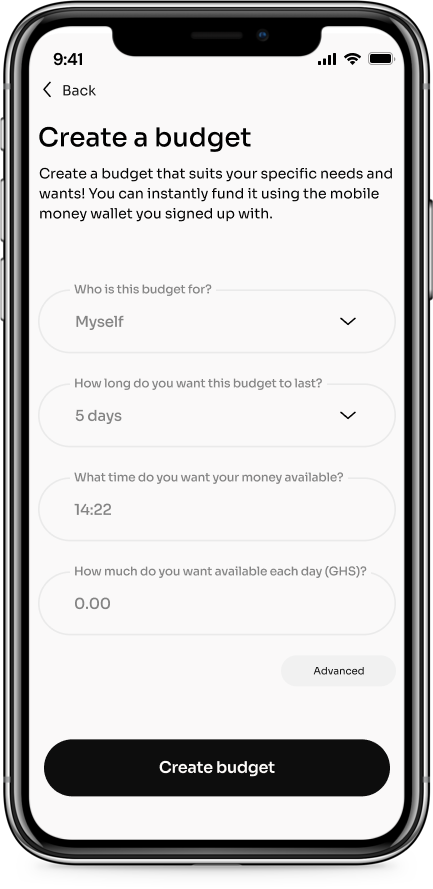 9:41
Back
Create a budget
Create a budget that suits your specific needs and
wants! You can instantly fund it using the mobile
money wallet you signed up with.
Who is this budget for?
Myself
How long do you want this budget to last?
5 days
What time do you want your money available?
14:22
How much do you want available each day (GHS)?
0.00
Advanced
Create budget